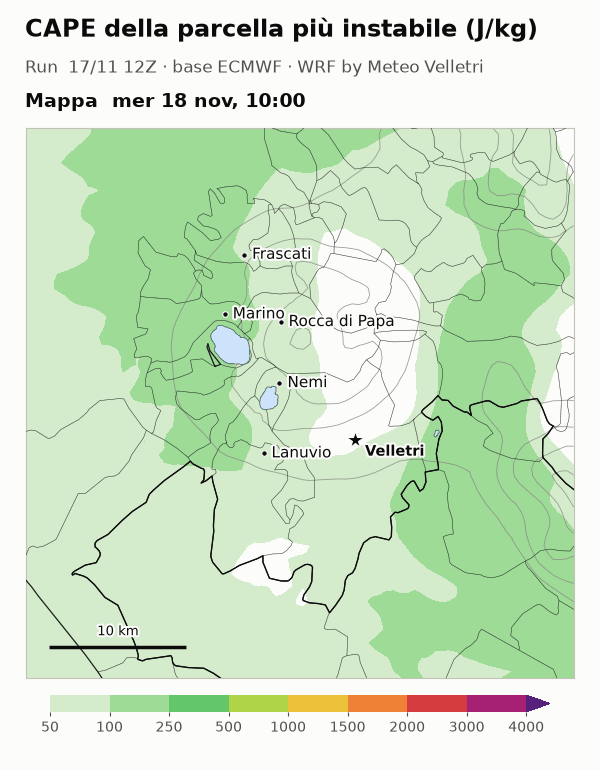 CAPE della parcella più instabile (J/kg)
Run  17/11 12Z · base ECMWF · WRF by Meteo Velletri
Mappa  mer 18 nov, 10:00
Frascati
Marino
Rocca di Papa
Nemi
Velletri
Lanuvio
10 km
50 100 250 500 1000 1500 2000 3000 4000